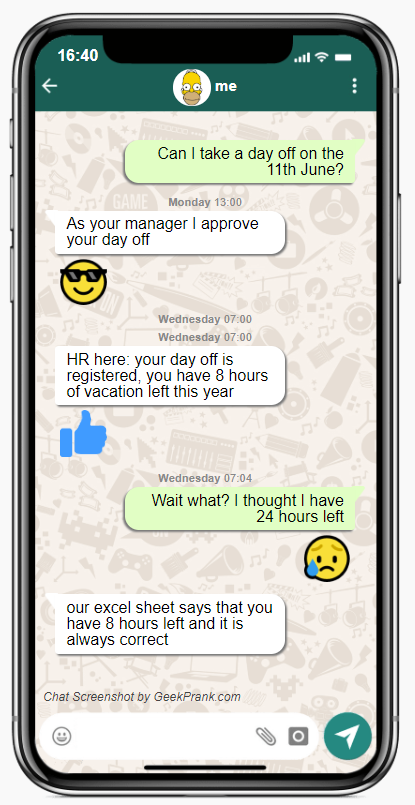 16:40
me
Can I take a day off on the
11th June?
Monday 13:00
As your manager I approve
your day off
Wednesday 07:00
Wednesday 07:00
HR here: your day off is
registered, you have 8 hours
of vacation left this year
Wednesday 07:04
Wait what? I thought I have
24 hours left
our excel sheet says that you
have 8 hours left and it is
always correct
Chat Screenshot by GeekPrank.com